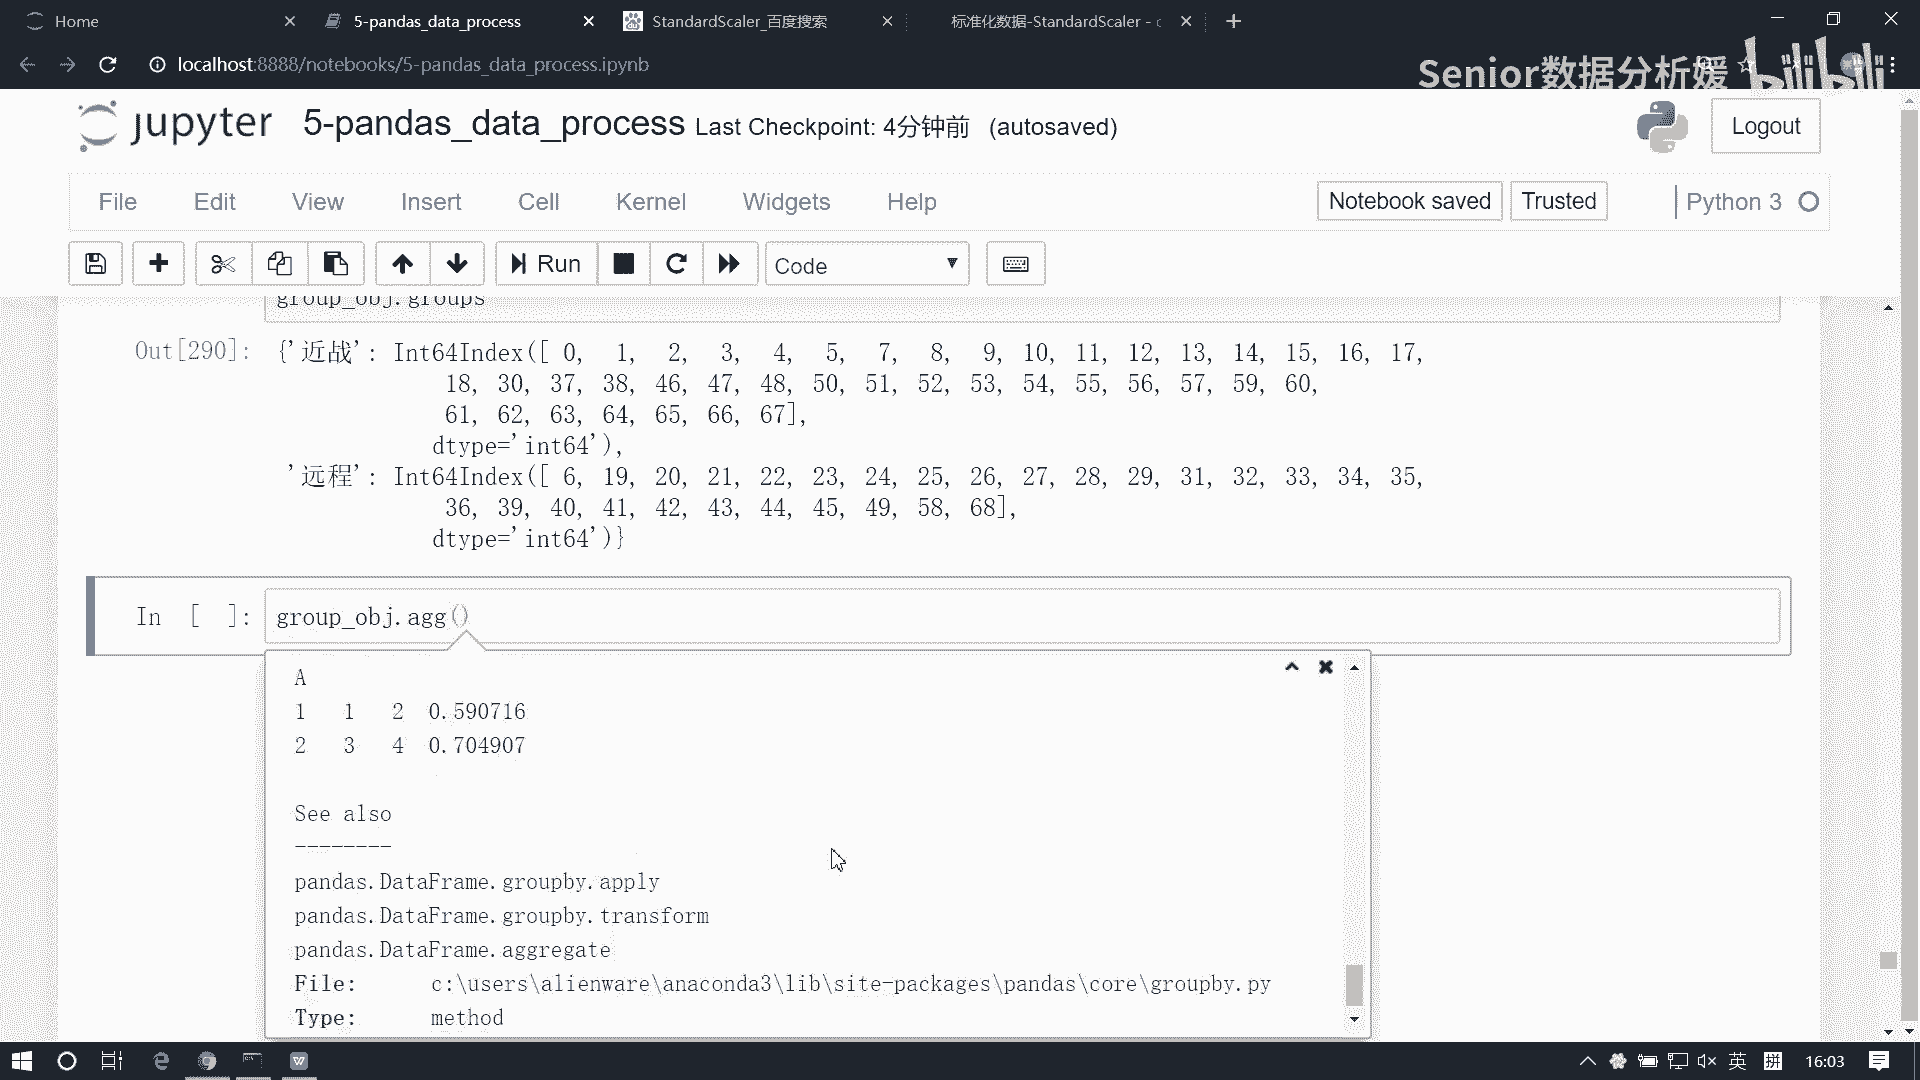 Home
5-pandas_data_process
StandardScaler_百度搜索
标准化数据-StandardScaler - c
localhost:8888/notebooks/5-pandas_data_process.ipynb
Senior数据分析媛
bilibili
jupyter
5-pandas_data_process Last Checkpoint: 4分钟前 (autosaved)
Logout
File Edit View Insert Cell Kernel Widgets Help
Notebook saved
Trusted
Python 3
Run
Code
group_obj.groups
Out[290]: {'近战': Int64Index([ 0, 1, 2, 3, 4, 5, 7, 8, 9, 10, 11, 12, 13, 14, 15, 16, 17,
18, 30, 37, 38, 46, 47, 48, 50, 51, 52, 53, 54, 55, 56, 57, 59, 60,
61, 62, 63, 64, 65, 66, 67],
dtype='int64'),
'远程': Int64Index([ 6, 19, 20, 21, 22, 23, 24, 25, 26, 27, 28, 29, 31, 32, 33, 34, 35,
36, 39, 40, 41, 42, 43, 44, 45, 49, 58, 68],
dtype='int64')}
In [ ]: group_obj.agg()
A
1 1 2 0.590716
2 3 4 0.704907
See also
--------
pandas.DataFrame.groupby.apply
pandas.DataFrame.groupby.transform
pandas.DataFrame.aggregate
File: c:\users\alienware\anaconda3\lib\site-packages\pandas\core\groupby.py
Type: method
英
拼
16:03